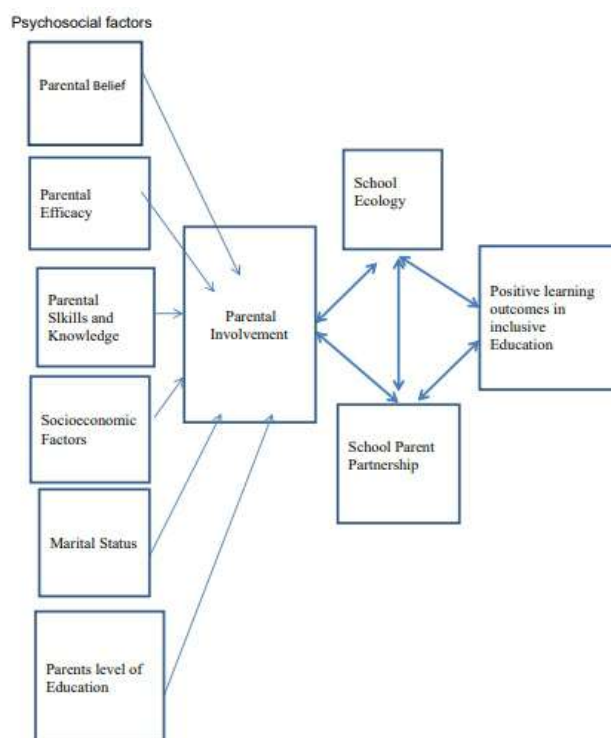 Psychosocial factors
Parental Belief
Parental
Efficacy
Parental
Slkills and
Knowledge
Socioeconomic
Factors
Marital Status
Parents level of
Education
Parental
Involvement
School
Ecology
School Parent
Partnership
Positive learning
outcomes in
inclusive
Education